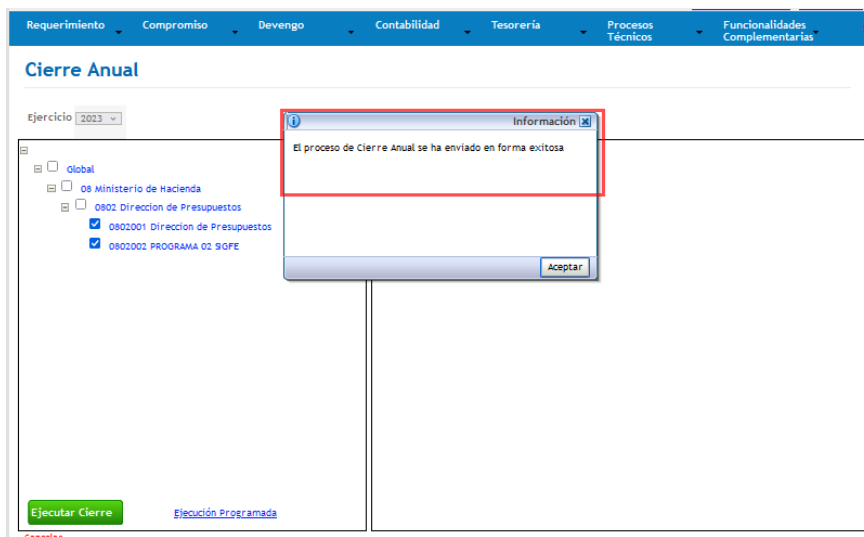 Requerimiento Compromiso Devengo Contabilidad Tesorería Procesos Técnicos Funcionalidades Complementarias
Cierre Anual
Ejercicio 2023
Información
El proceso de Cierre Anual se ha enviado en forma exitosa
Aceptar
Global
08 Ministerio de Hacienda
0802 Direccion de Presupuestos
0802001 Direccion de Presupuestos
0802002 PROGRAMA 02 SIGFE
Ejecutar Cierre Ejecución Programada